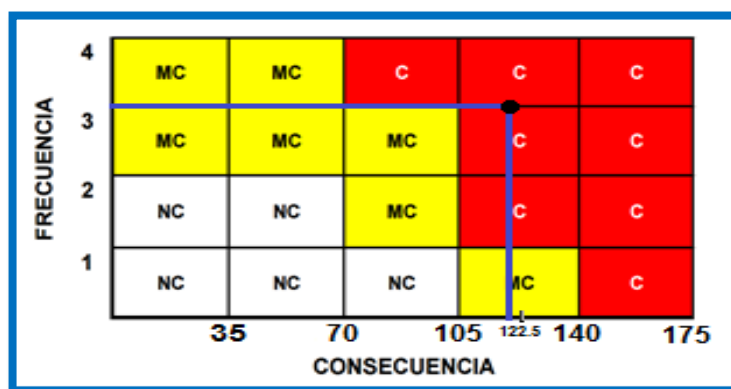 4 MC MC C C C
3 MC MC MC C C
2 NC NC MC C C
1 NC NC NC MC C
FRECUENCIA
35 70 105 122.5 140 175
CONSECUENCIA